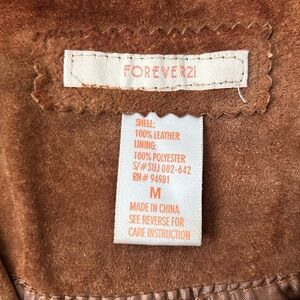 FOREVER21
SHELL:
100% LEATHER
LINING:
100% POLYESTER
S/# SUJ 002-642
RN# 94981
M
MADE IN CHINA
SEE REVERSE FOR
CARE INSTRUCTION